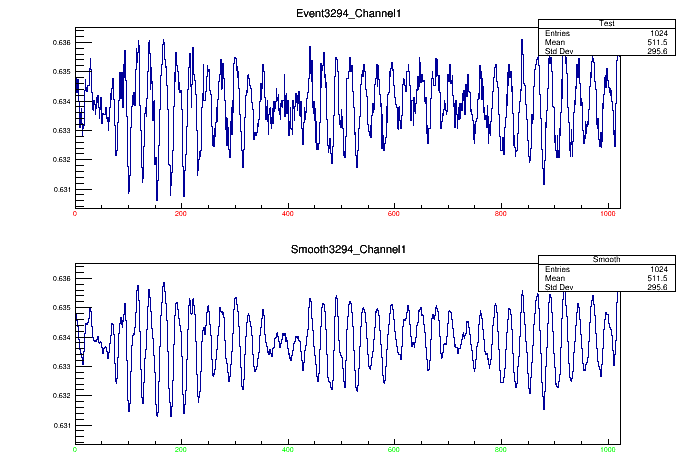 Event3294_Channel1
Test
Entries 1024
Mean 511.5
Std Dev 295.6
0.636
0.635
0.634
0.633
0.632
0.631
0 200 400 600 800 1000
Smooth3294_Channel1
Smooth
Entries 1024
Mean 511.5
Std Dev 295.6
0.636
0.635
0.634
0.633
0.632
0.631
0 200 400 600 800 1000